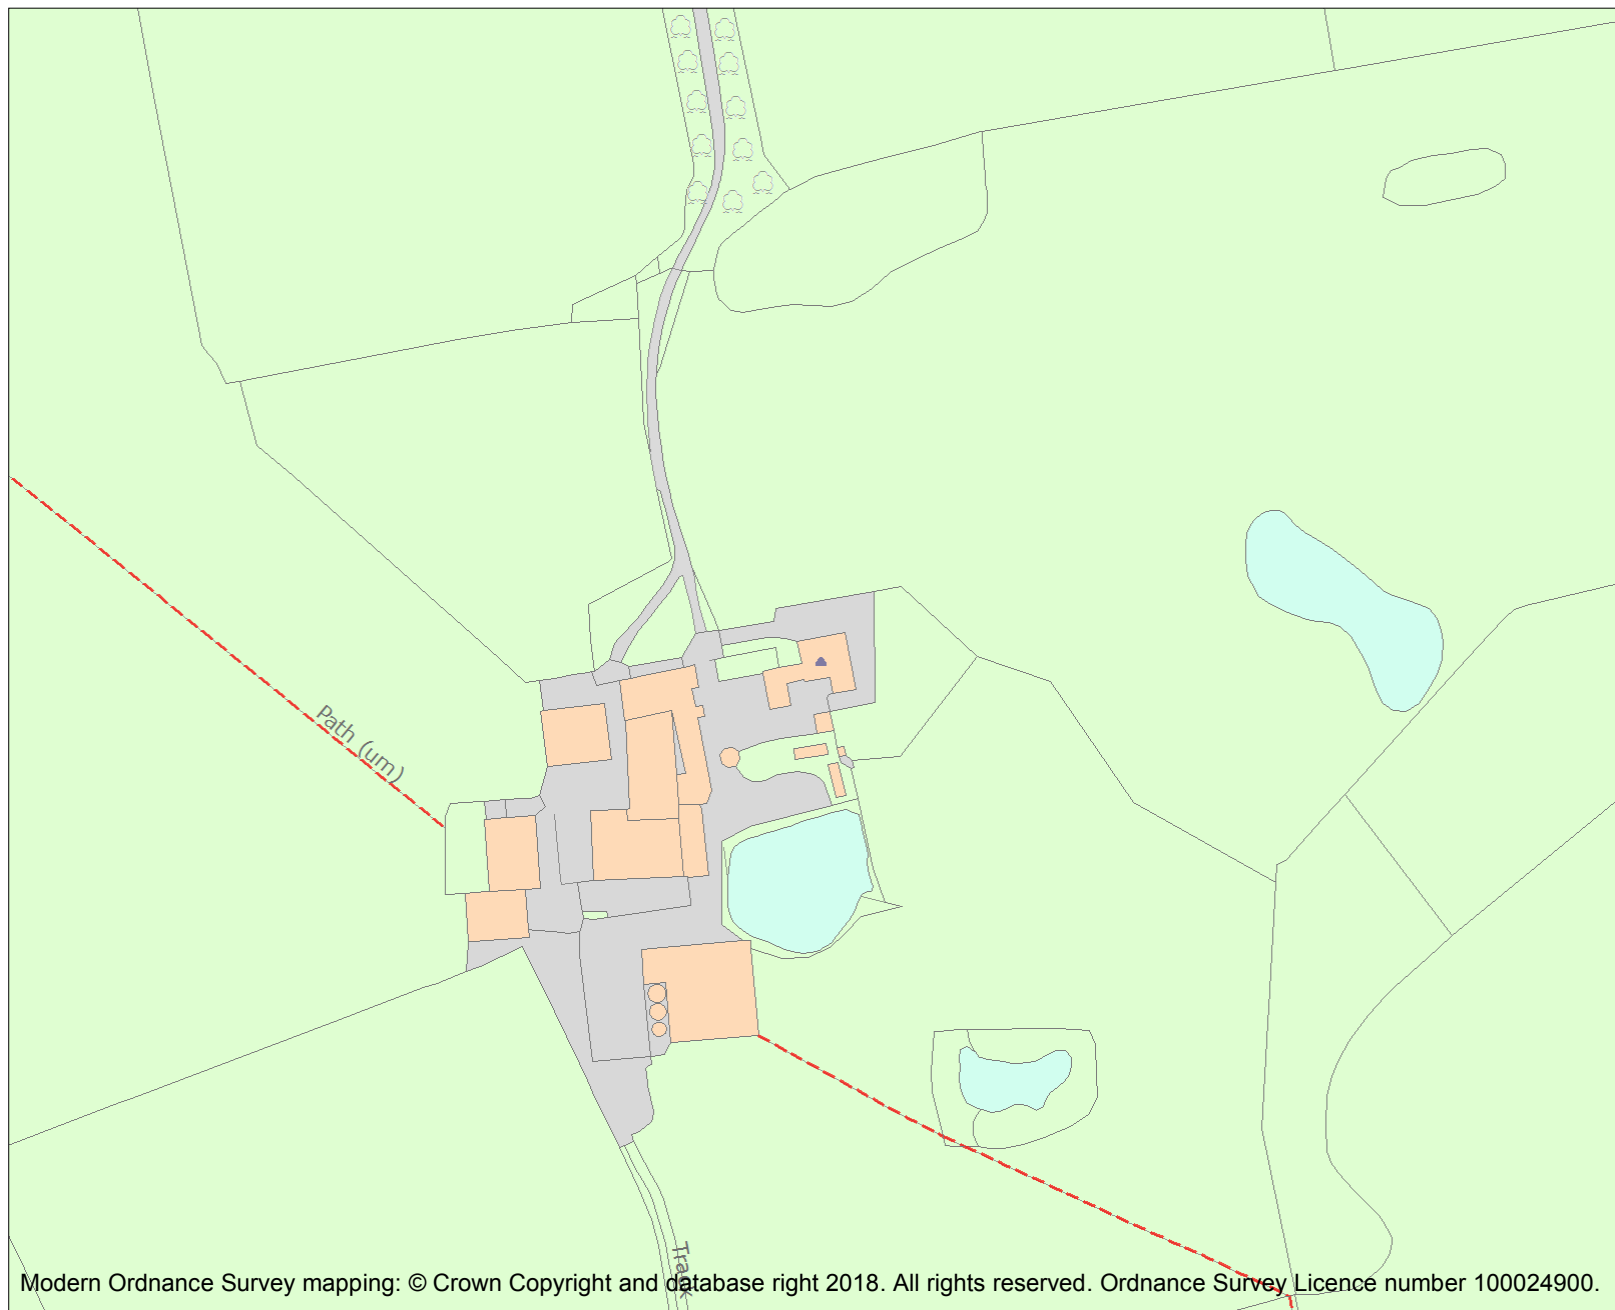 Path (um)
Track
Modern Ordnance Survey mapping: © Crown Copyright and database right 2018. All rights reserved. Ordnance Survey Licence number 100024900.